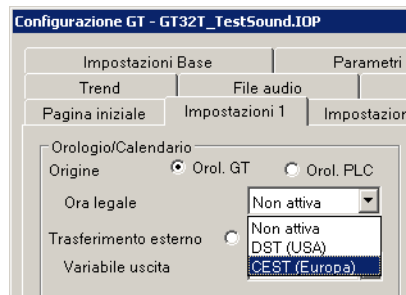 Configurazione GT - GT32T_TestSound.IOP
Impostazioni Base Parametri
Trend File audio
Pagina iniziale Impostazioni 1 Impostazion
Orologio/Calendario
Origine Orol. GT Orol. PLC
Ora legale Non attiva
Non attiva
Trasferimento esterno DST (USA)
Variabile uscita CEST (Europa)